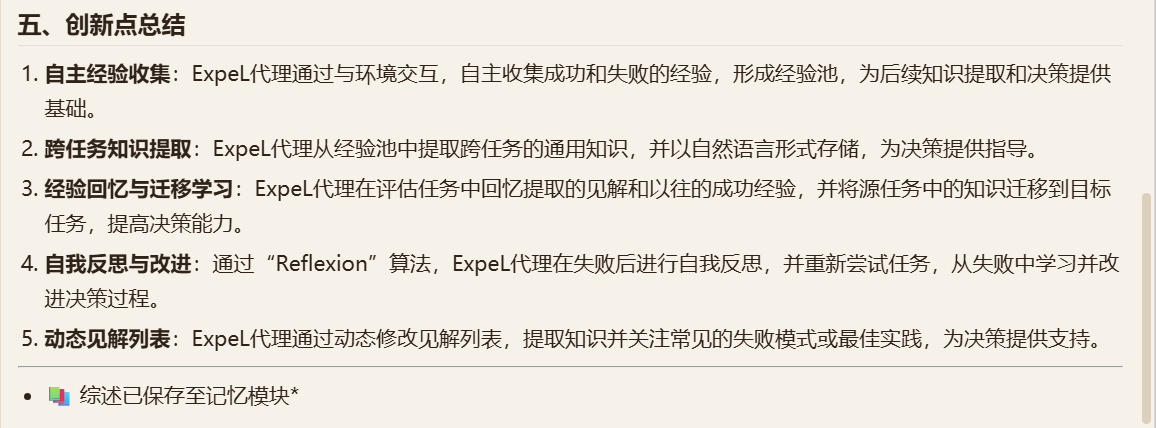 五、创新点总结
1. 自主经验收集：ExpeL代理通过与环境交互，自主收集成功和失败的经验，形成经验池，为后续知识提取和决策提供
基础。
2. 跨任务知识提取：ExpeL代理从经验池中提取跨任务的通用知识，并以自然语言形式存储，为决策提供指导。
3. 经验回忆与迁移学习：ExpeL代理在评估任务中回忆提取的见解和以往的成功经验，并将源任务中的知识迁移到目标
任务，提高决策能力。
4. 自我反思与改进：通过“Reflexion”算法，ExpeL代理在失败后进行自我反思，并重新尝试任务，从失败中学习并改
进决策过程。
5. 动态见解列表：ExpeL代理通过动态修改见解列表，提取知识并关注常见的失败模式或最佳实践，为决策提供支持。
• 📚 综述已保存至记忆模块*